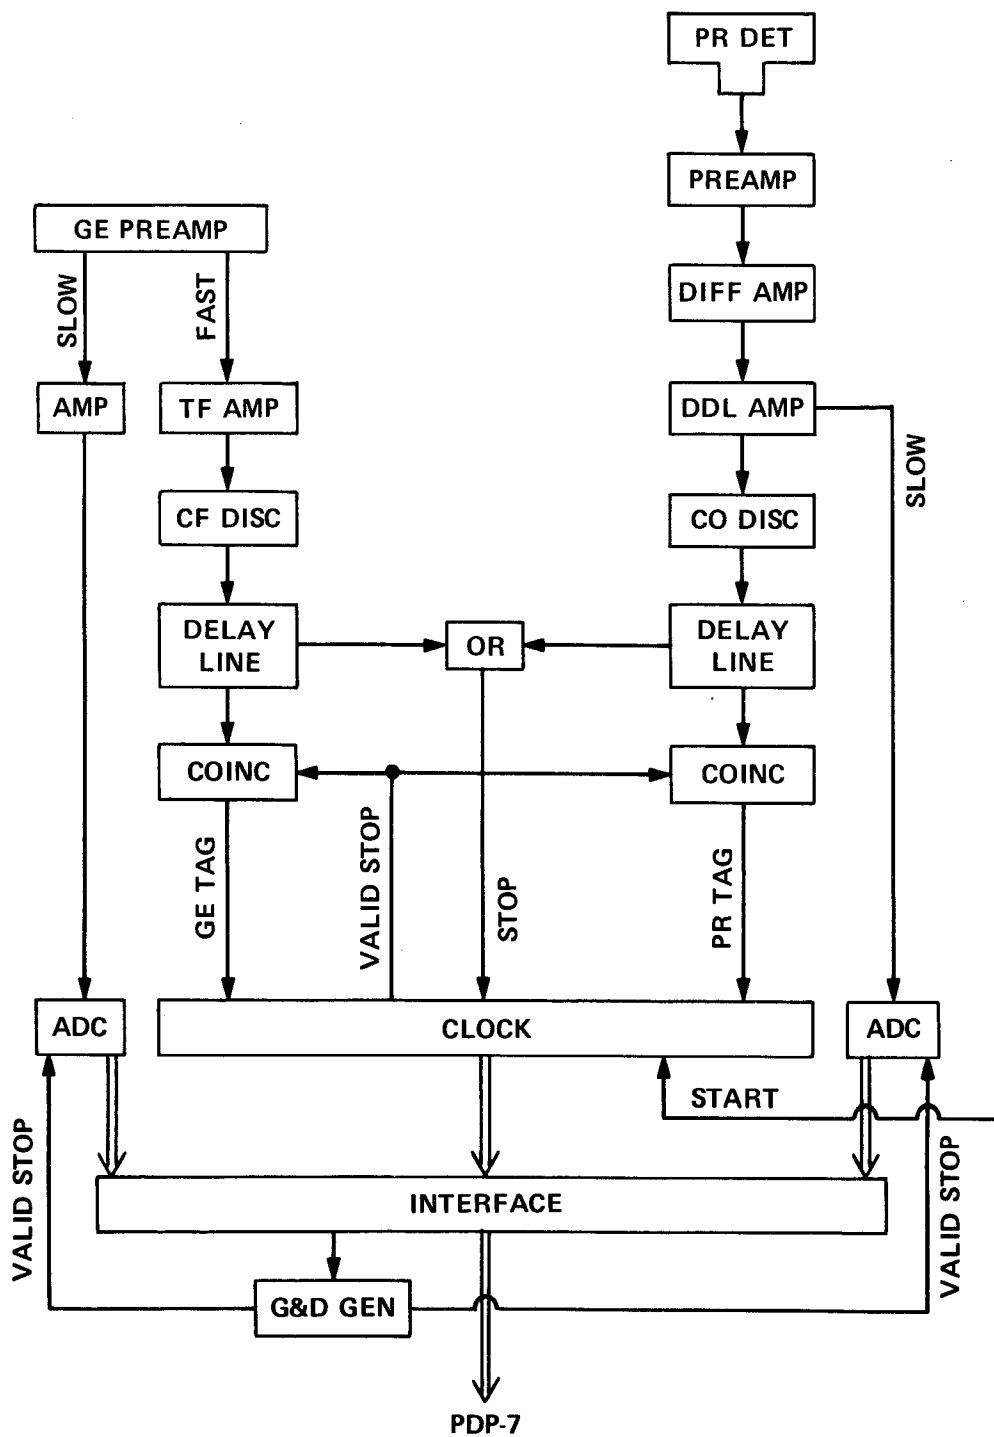 PR DET
PREAMP
GE PREAMP
DIFF AMP
SLOW
FAST
AMP
TF AMP
DDL AMP
SLOW
CF DISC
CO DISC
DELAY
LINE
OR
DELAY
LINE
COINC
COINC
GE TAG
VALID STOP
STOP
PR TAG
ADC
CLOCK
ADC
START
VALID STOP
VALID STOP
INTERFACE
G&D GEN
PDP-7